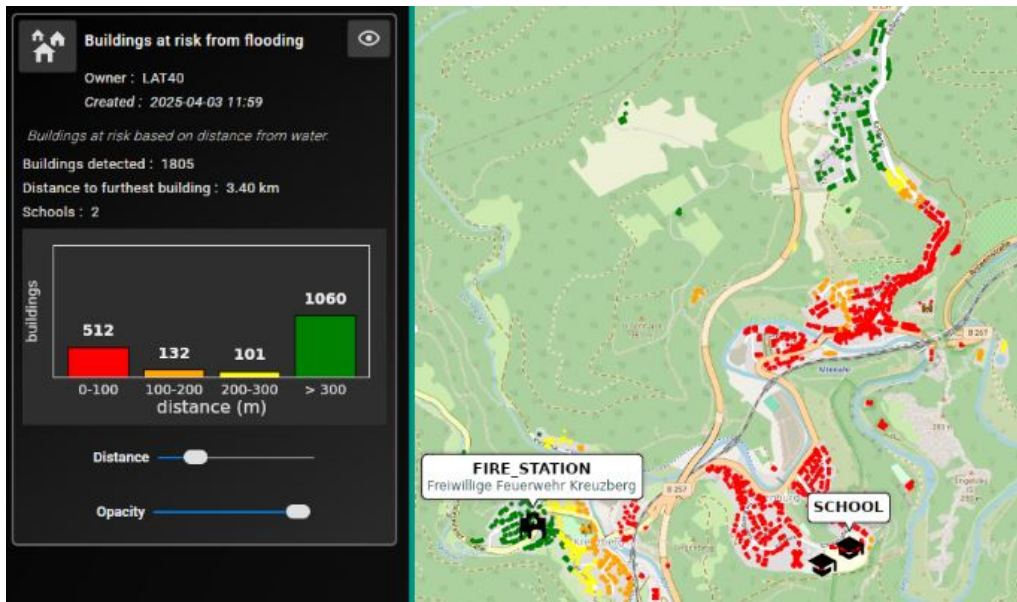 Buildings at risk from flooding
Owner : LAT40
Created : 2025-04-03 11:59
Buildings at risk based on distance from water.
Buildings detected : 1805
Distance to furthest building : 3.40 km
Schools : 2
buildings
512
132
101
1060
0-100
100-200
200-300
> 300
distance (m)
Distance
Opacity
B 267
Altenahr
FIRE_STATION
Freiwillige Feuerwehr Kreuzberg
B 257
SCHOOL